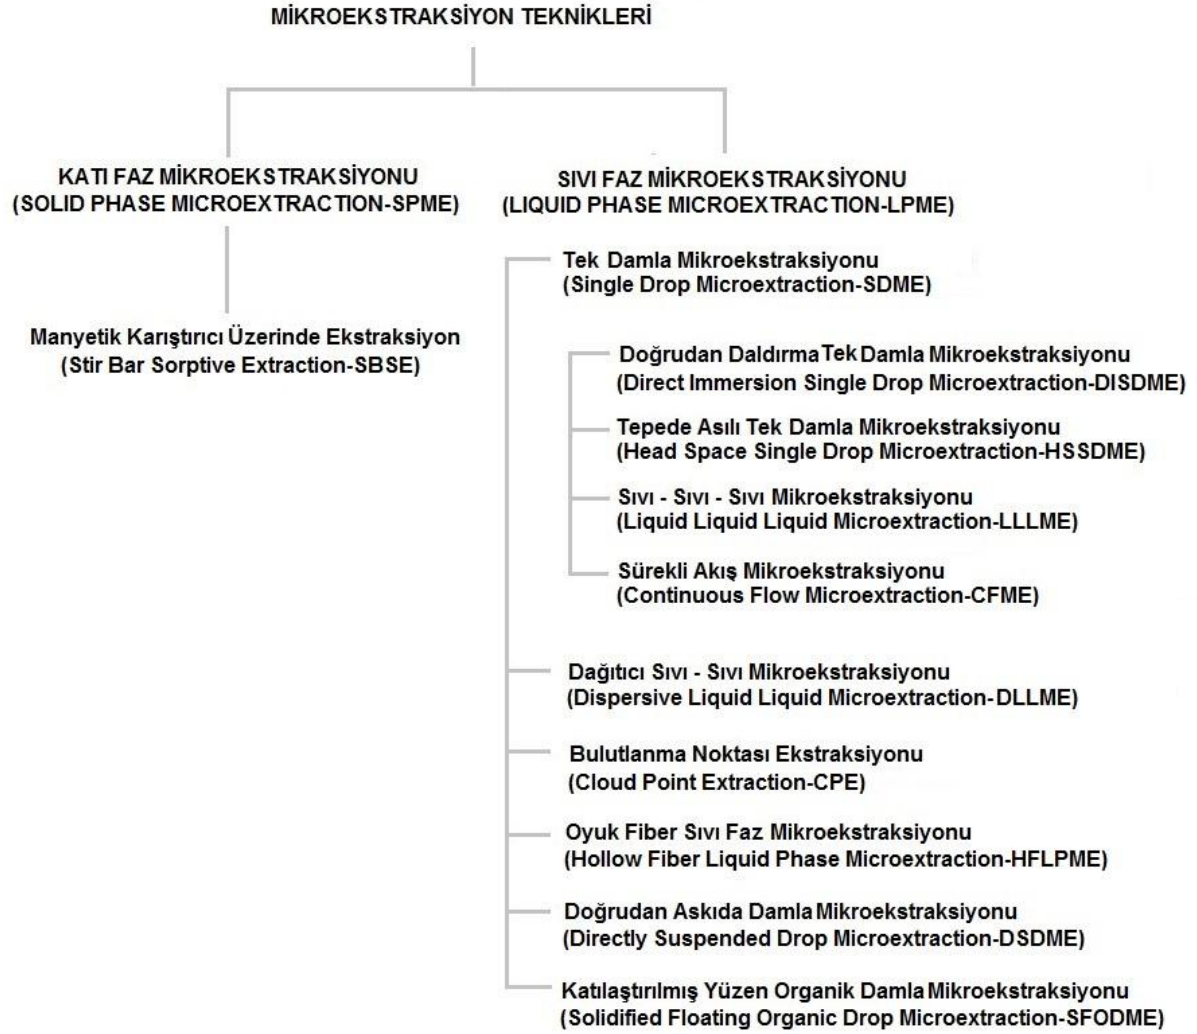 MİKROEKSTRAKSİYON TEKNİKLERİ
KATI FAZ MİKROEKSTRAKSİYONU
(SOLID PHASE MICROEXTRACTION-SPME)
SIVI FAZ MİKROEKSTRAKSİYONU
(LIQUID PHASE MICROEXTRACTION-LPME)
Manyetik Karıştırıcı Üzerinde Ekstraksiyon
(Stir Bar Sorptive Extraction-SBSE)
Tek Damla Mikroekstraksiyonu
(Single Drop Microextraction-SDME)
Doğrudan Daldırma Tek Damla Mikroekstraksiyonu
(Direct Immersion Single Drop Microextraction-DISDME)
Tepede Asılı Tek Damla Mikroekstraksiyonu
(Head Space Single Drop Microextraction-HSSDME)
Sıvı - Sıvı - Sıvı Mikroekstraksiyonu
(Liquid Liquid Liquid Microextraction-LLLME)
Sürekli Akış Mikroekstraksiyonu
(Continuous Flow Microextraction-CFME)
Dağıtıcı Sıvı - Sıvı Mikroekstraksiyonu
(Dispersive Liquid Liquid Microextraction-DLLME)
Bulutlanma Noktası Ekstraksiyonu
(Cloud Point Extraction-CPE)
Oyuk Fiber Sıvı Faz Mikroekstraksiyonu
(Hollow Fiber Liquid Phase Microextraction-HFLPME)
Doğrudan Askıda Damla Mikroekstraksiyonu
(Directly Suspended Drop Microextraction-DSDME)
Katılaştırılmış Yüzen Organik Damla Mikroekstraksiyonu
(Solidified Floating Organic Drop Microextraction-SFODME)